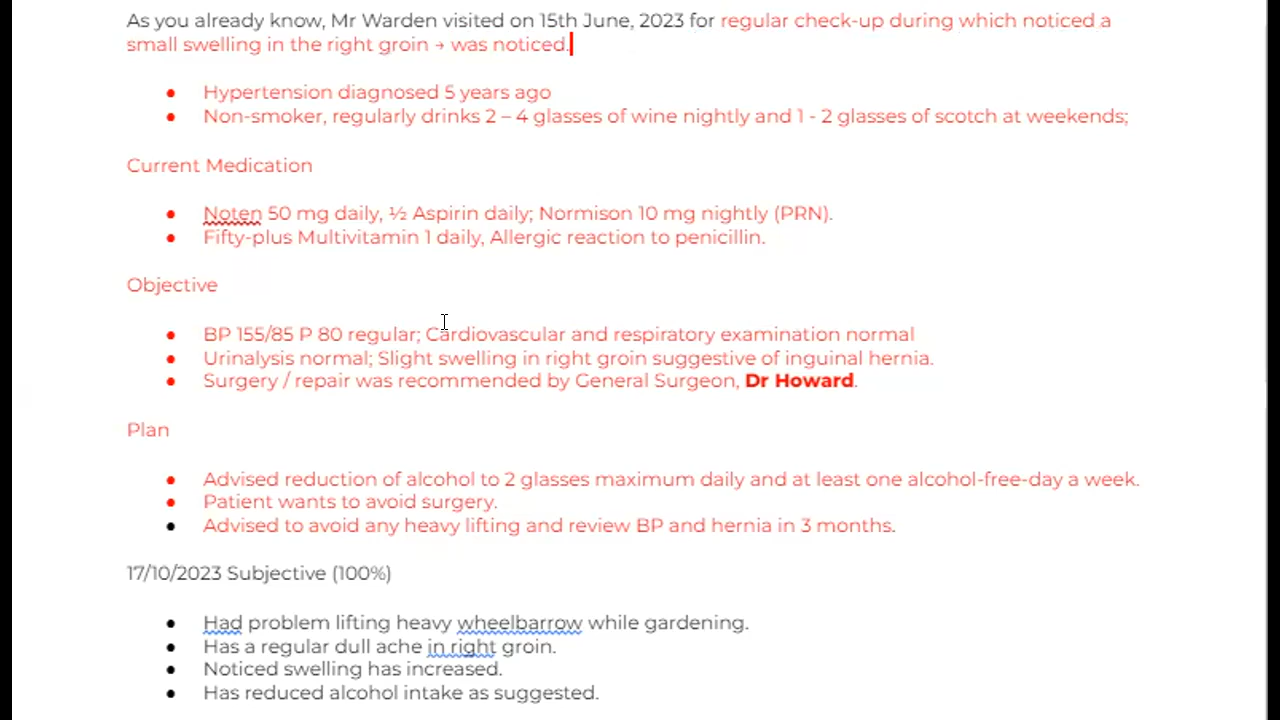 As you already know, Mr Warden visited on 15th June, 2023 for regular check-up during which noticed a
small swelling in the right groin → was noticed.
● Hypertension diagnosed 5 years ago
● Non-smoker, regularly drinks 2 – 4 glasses of wine nightly and 1 - 2 glasses of scotch at weekends;
Current Medication
● Noten 50 mg daily, ½ Aspirin daily; Normison 10 mg nightly (PRN).
● Fifty-plus Multivitamin 1 daily, Allergic reaction to penicillin.
Objective
● BP 155/85 P 80 regular; Cardiovascular and respiratory examination normal
● Urinalysis normal; Slight swelling in right groin suggestive of inguinal hernia.
● Surgery / repair was recommended by General Surgeon, Dr Howard.
Plan
● Advised reduction of alcohol to 2 glasses maximum daily and at least one alcohol-free-day a week.
● Patient wants to avoid surgery.
● Advised to avoid any heavy lifting and review BP and hernia in 3 months.
17/10/2023 Subjective (100%)
● Had problem lifting heavy wheelbarrow while gardening.
● Has a regular dull ache in right groin.
● Noticed swelling has increased.
● Has reduced alcohol intake as suggested.